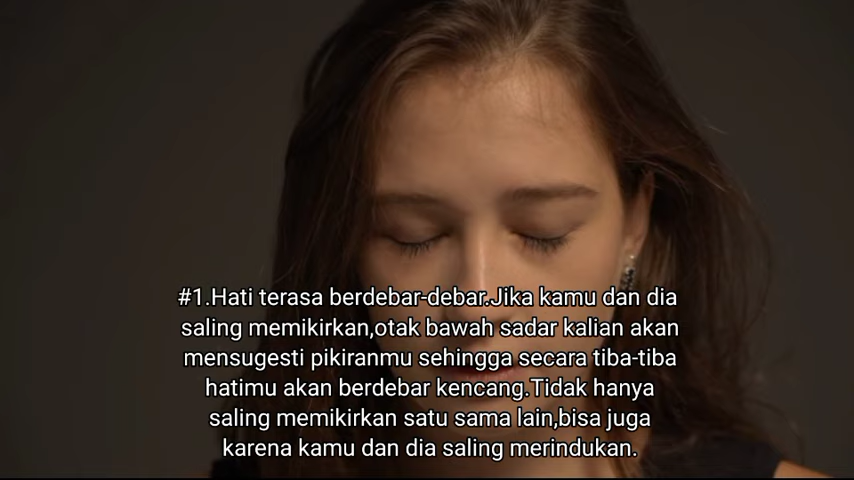 #1.Hati terasa berdebar-debar.Jika kamu dan dia
saling memikirkan,otak bawah sadar kalian akan
mensugesti pikiranmu sehingga secara tiba-tiba
hatimu akan berdebar kencang.Tidak hanya
saling memikirkan satu sama lain,bisa juga
karena kamu dan dia saling merindukan.